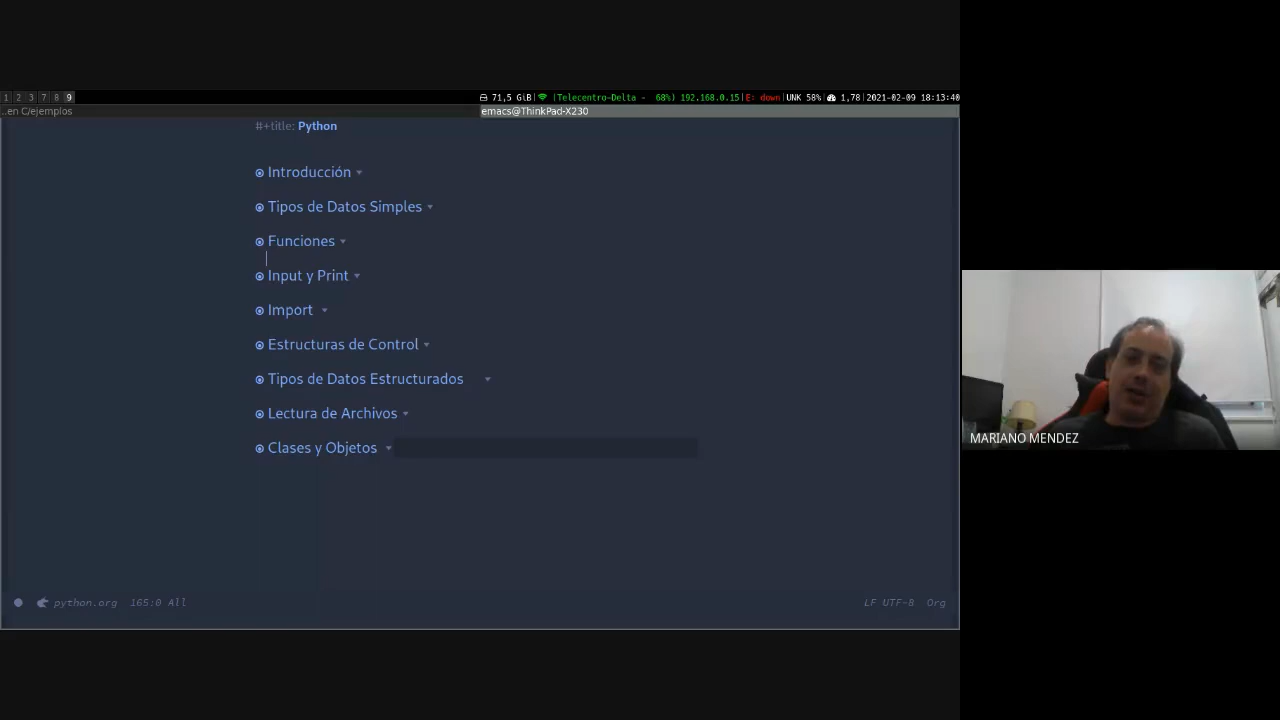 1 2 3 7 8 9
71,5 GiB| |(Telecentro-Delta - 68%) 192.168.0.15|E: down|UNK 58%| 1,78|2021-02-09 18:13:40
..en C/ejemplos
emacs@ThinkPad-X230
#+title: Python
Introducción
Tipos de Datos Simples
Funciones
Input y Print
Import
Estructuras de Control
Tipos de Datos Estructurados
Lectura de Archivos
Clases y Objetos
MARIANO MENDEZ
python.org 165:0 All
LF UTF-8 Org